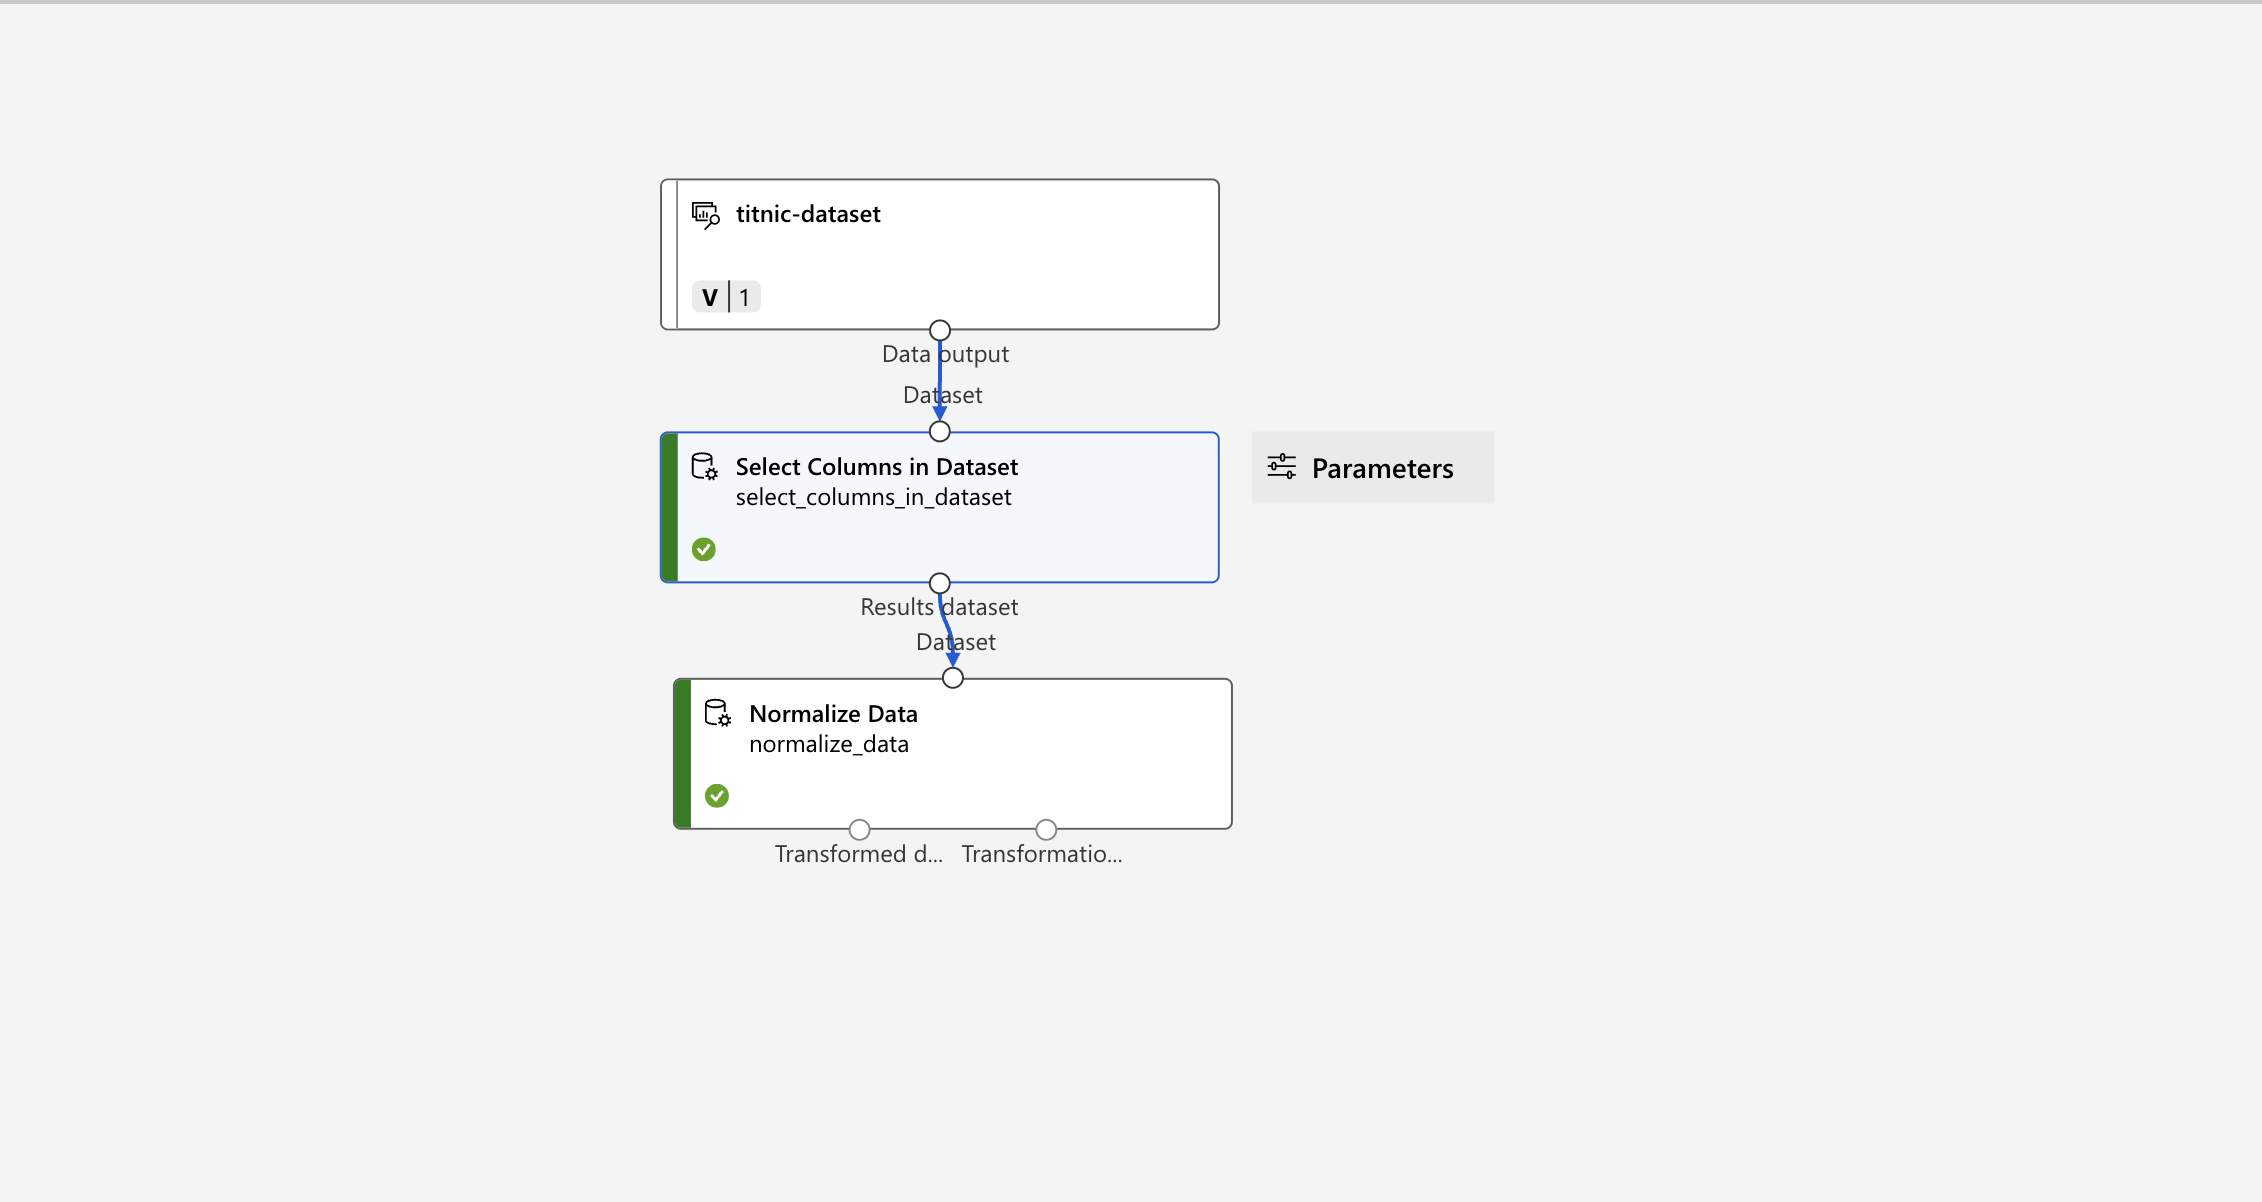 titnic-dataset
V 1
Data output
Dataset
Select Columns in Dataset
select_columns_in_dataset
Parameters
Results dataset
Dataset
Normalize Data
normalize_data
Transformed d... Transformatio...